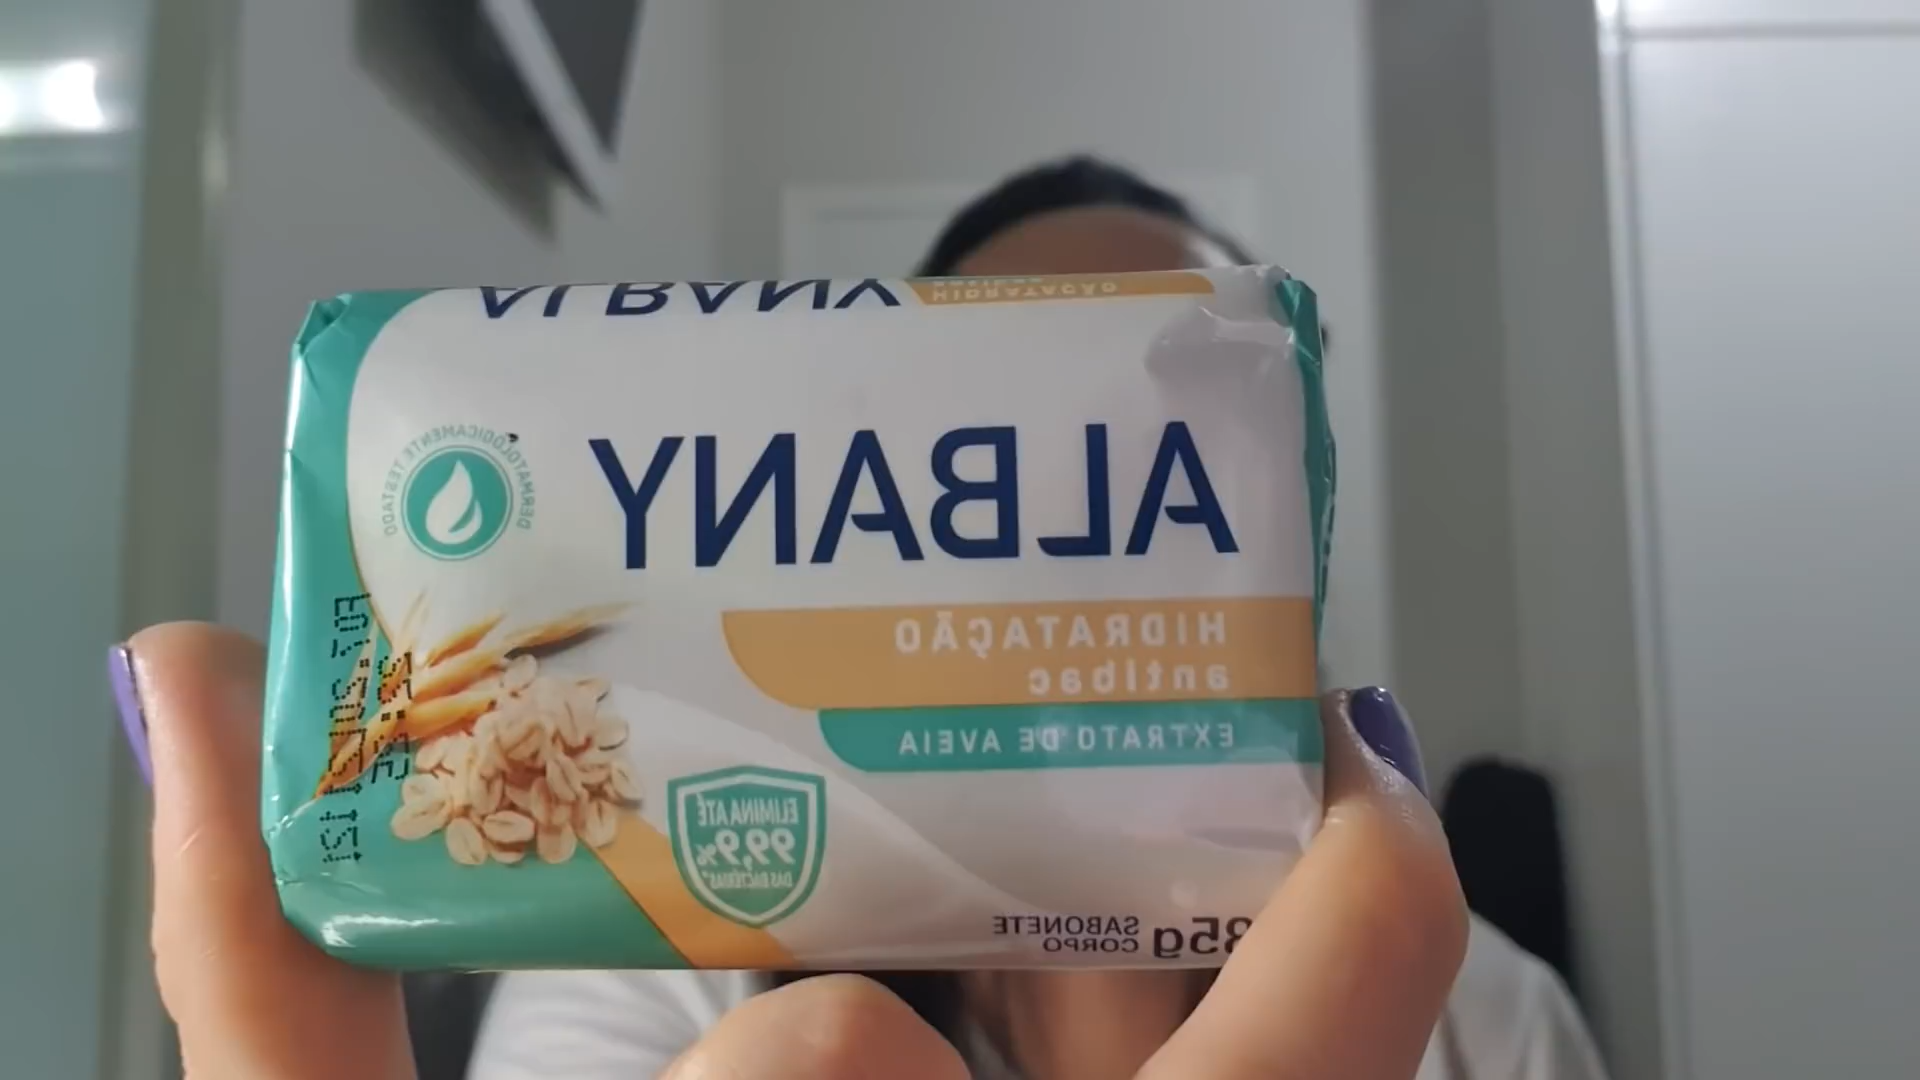 ALBANY
HIDRATAÇÃO
ALBANY
DERMATOLOGICAMENTE TESTADO
HIDRATAÇÃO
antibac
EXTRATO DE AVEIA
ELIMINA ATÉ
99,9%
DAS BACTÉRIAS*
85g SABONETE
CORPO